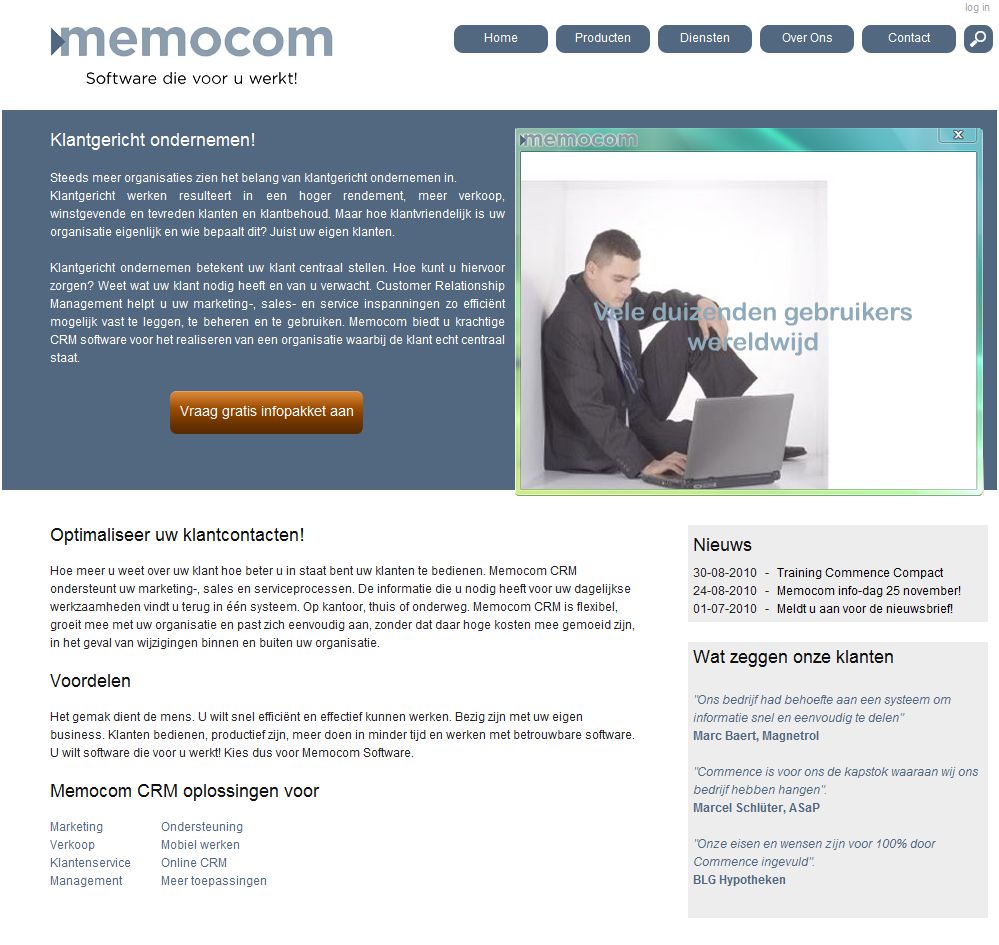 log in
memocom
Software die voor u werkt!
Home
Producten
Diensten
Over Ons
Contact
Klantgericht ondernemen!
Steeds meer organisaties zien het belang van klantgericht ondernemen in.
Klantgericht werken resulteert in een hoger rendement, meer verkoop,
winstgevende en tevreden klanten en klantbehoud. Maar hoe klantvriendelijk is uw
organisatie eigenlijk en wie bepaalt dit? Juist uw eigen klanten.
Klantgericht ondernemen betekent uw klant centraal stellen. Hoe kunt u hiervoor
zorgen? Weet wat uw klant nodig heeft en van u verwacht. Customer Relationship
Management helpt u uw marketing-, sales- en service inspanningen zo efficiënt
mogelijk vast te leggen, te beheren en te gebruiken. Memocom biedt u krachtige
CRM software voor het realiseren van een organisatie waarbij de klant echt centraal
staat.
Vraag gratis infopakket aan
memocom
Vele duizenden gebruikers
wereldwijd
Optimaliseer uw klantcontacten!
Hoe meer u weet over uw klant hoe beter u in staat bent uw klanten te bedienen. Memocom CRM
ondersteunt uw marketing-, sales en serviceprocessen. De informatie die u nodig heeft voor uw dagelijkse
werkzaamheden vindt u terug in één systeem. Op kantoor, thuis of onderweg. Memocom CRM is flexibel,
groeit mee met uw organisatie en past zich eenvoudig aan, zonder dat daar hoge kosten mee gemoeid zijn,
in het geval van wijzigingen binnen en buiten uw organisatie.
Voordelen
Het gemak dient de mens. U wilt snel efficiënt en effectief kunnen werken. Bezig zijn met uw eigen
business. Klanten bedienen, productief zijn, meer doen in minder tijd en werken met betrouwbare software.
U wilt software die voor u werkt! Kies dus voor Memocom Software.
Memocom CRM oplossingen voor
Marketing
Verkoop
Klantenservice
Management
Ondersteuning
Mobiel werken
Online CRM
Meer toepassingen
Nieuws
30-08-2010 - Training Commence Compact
24-08-2010 - Memocom info-dag 25 november!
01-07-2010 - Meldt u aan voor de nieuwsbrief!
Wat zeggen onze klanten
"Ons bedrijf had behoefte aan een systeem om
informatie snel en eenvoudig te delen"
Marc Baert, Magnetrol
"Commence is voor ons de kapstok waaraan wij ons
bedrijf hebben hangen".
Marcel Schlüter, ASaP
"Onze eisen en wensen zijn voor 100% door
Commence ingevuld".
BLG Hypotheken